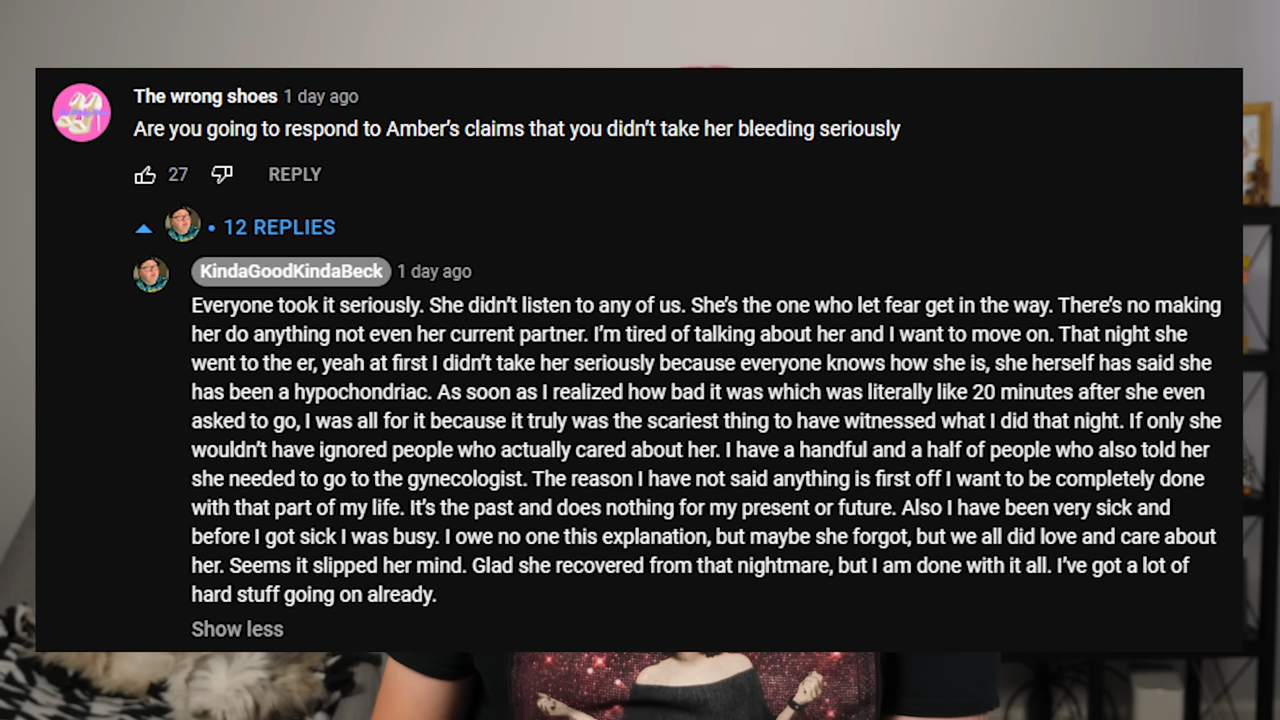 The wrong shoes 1 day ago
Are you going to respond to Amber's claims that you didn't take her bleeding seriously
27 REPLY
• 12 REPLIES
KindaGoodKindaBeck 1 day ago
Everyone took it seriously. She didn't listen to any of us. She's the one who let fear get in the way. There's no making
her do anything not even her current partner. I'm tired of talking about her and I want to move on. That night she
went to the er, yeah at first I didn't take her seriously because everyone knows how she is, she herself has said she
has been a hypochondriac. As soon as I realized how bad it was which was literally like 20 minutes after she even
asked to go, I was all for it because it truly was the scariest thing to have witnessed what I did that night. If only she
wouldn't have ignored people who actually cared about her. I have a handful and a half of people who also told her
she needed to go to the gynecologist. The reason I have not said anything is first off I want to be completely done
with that part of my life. It's the past and does nothing for my present or future. Also I have been very sick and
before I got sick I was busy. I owe no one this explanation, but maybe she forgot, but we all did love and care about
her. Seems it slipped her mind. Glad she recovered from that nightmare, but I am done with it all. I've got a lot of
hard stuff going on already.
Show less